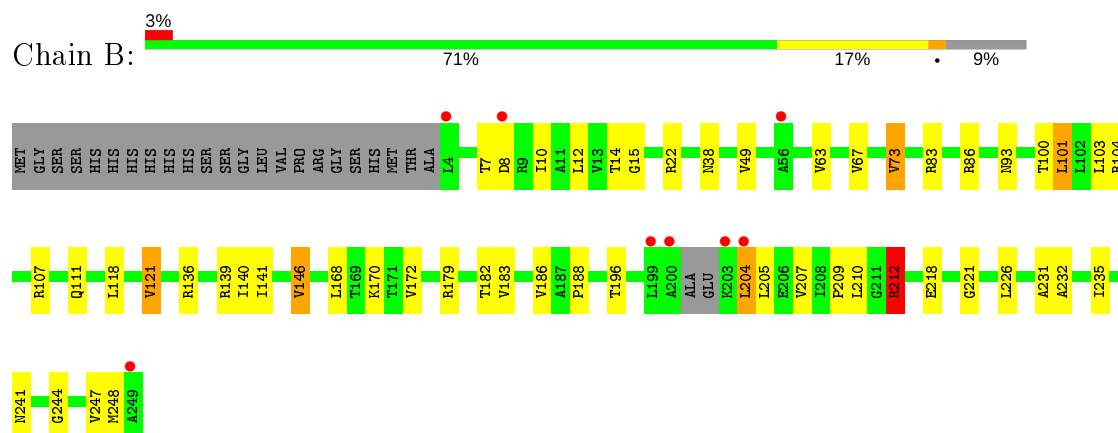 3%
Chain B:
71% 17% • 9%
MET GLY SER SER HIS HIS HIS HIS HIS HIS SER SER GLY LEU VAL PRO ARG GLY SER HIS MET THR ALA L4 T7 D8 R9 I10 A11 L12 V13 T14 G15 R22 N38 V49 A56 V63 V67 V73 R83 R86 N93 T100 L101 L102 L103
R107 Q111 L118 V121 R136 R139 I140 I141 V146 L168 T169 K170 T171 V172 R179 T182 V183 V186 A187 P188 T196 L199 A200 ALA GLU K203 L204 L205 E206 V207 I208 P209 L210 G211 R212 E218 G221 L226 A231 A232 I235
N241 G244 V247 M248 A249